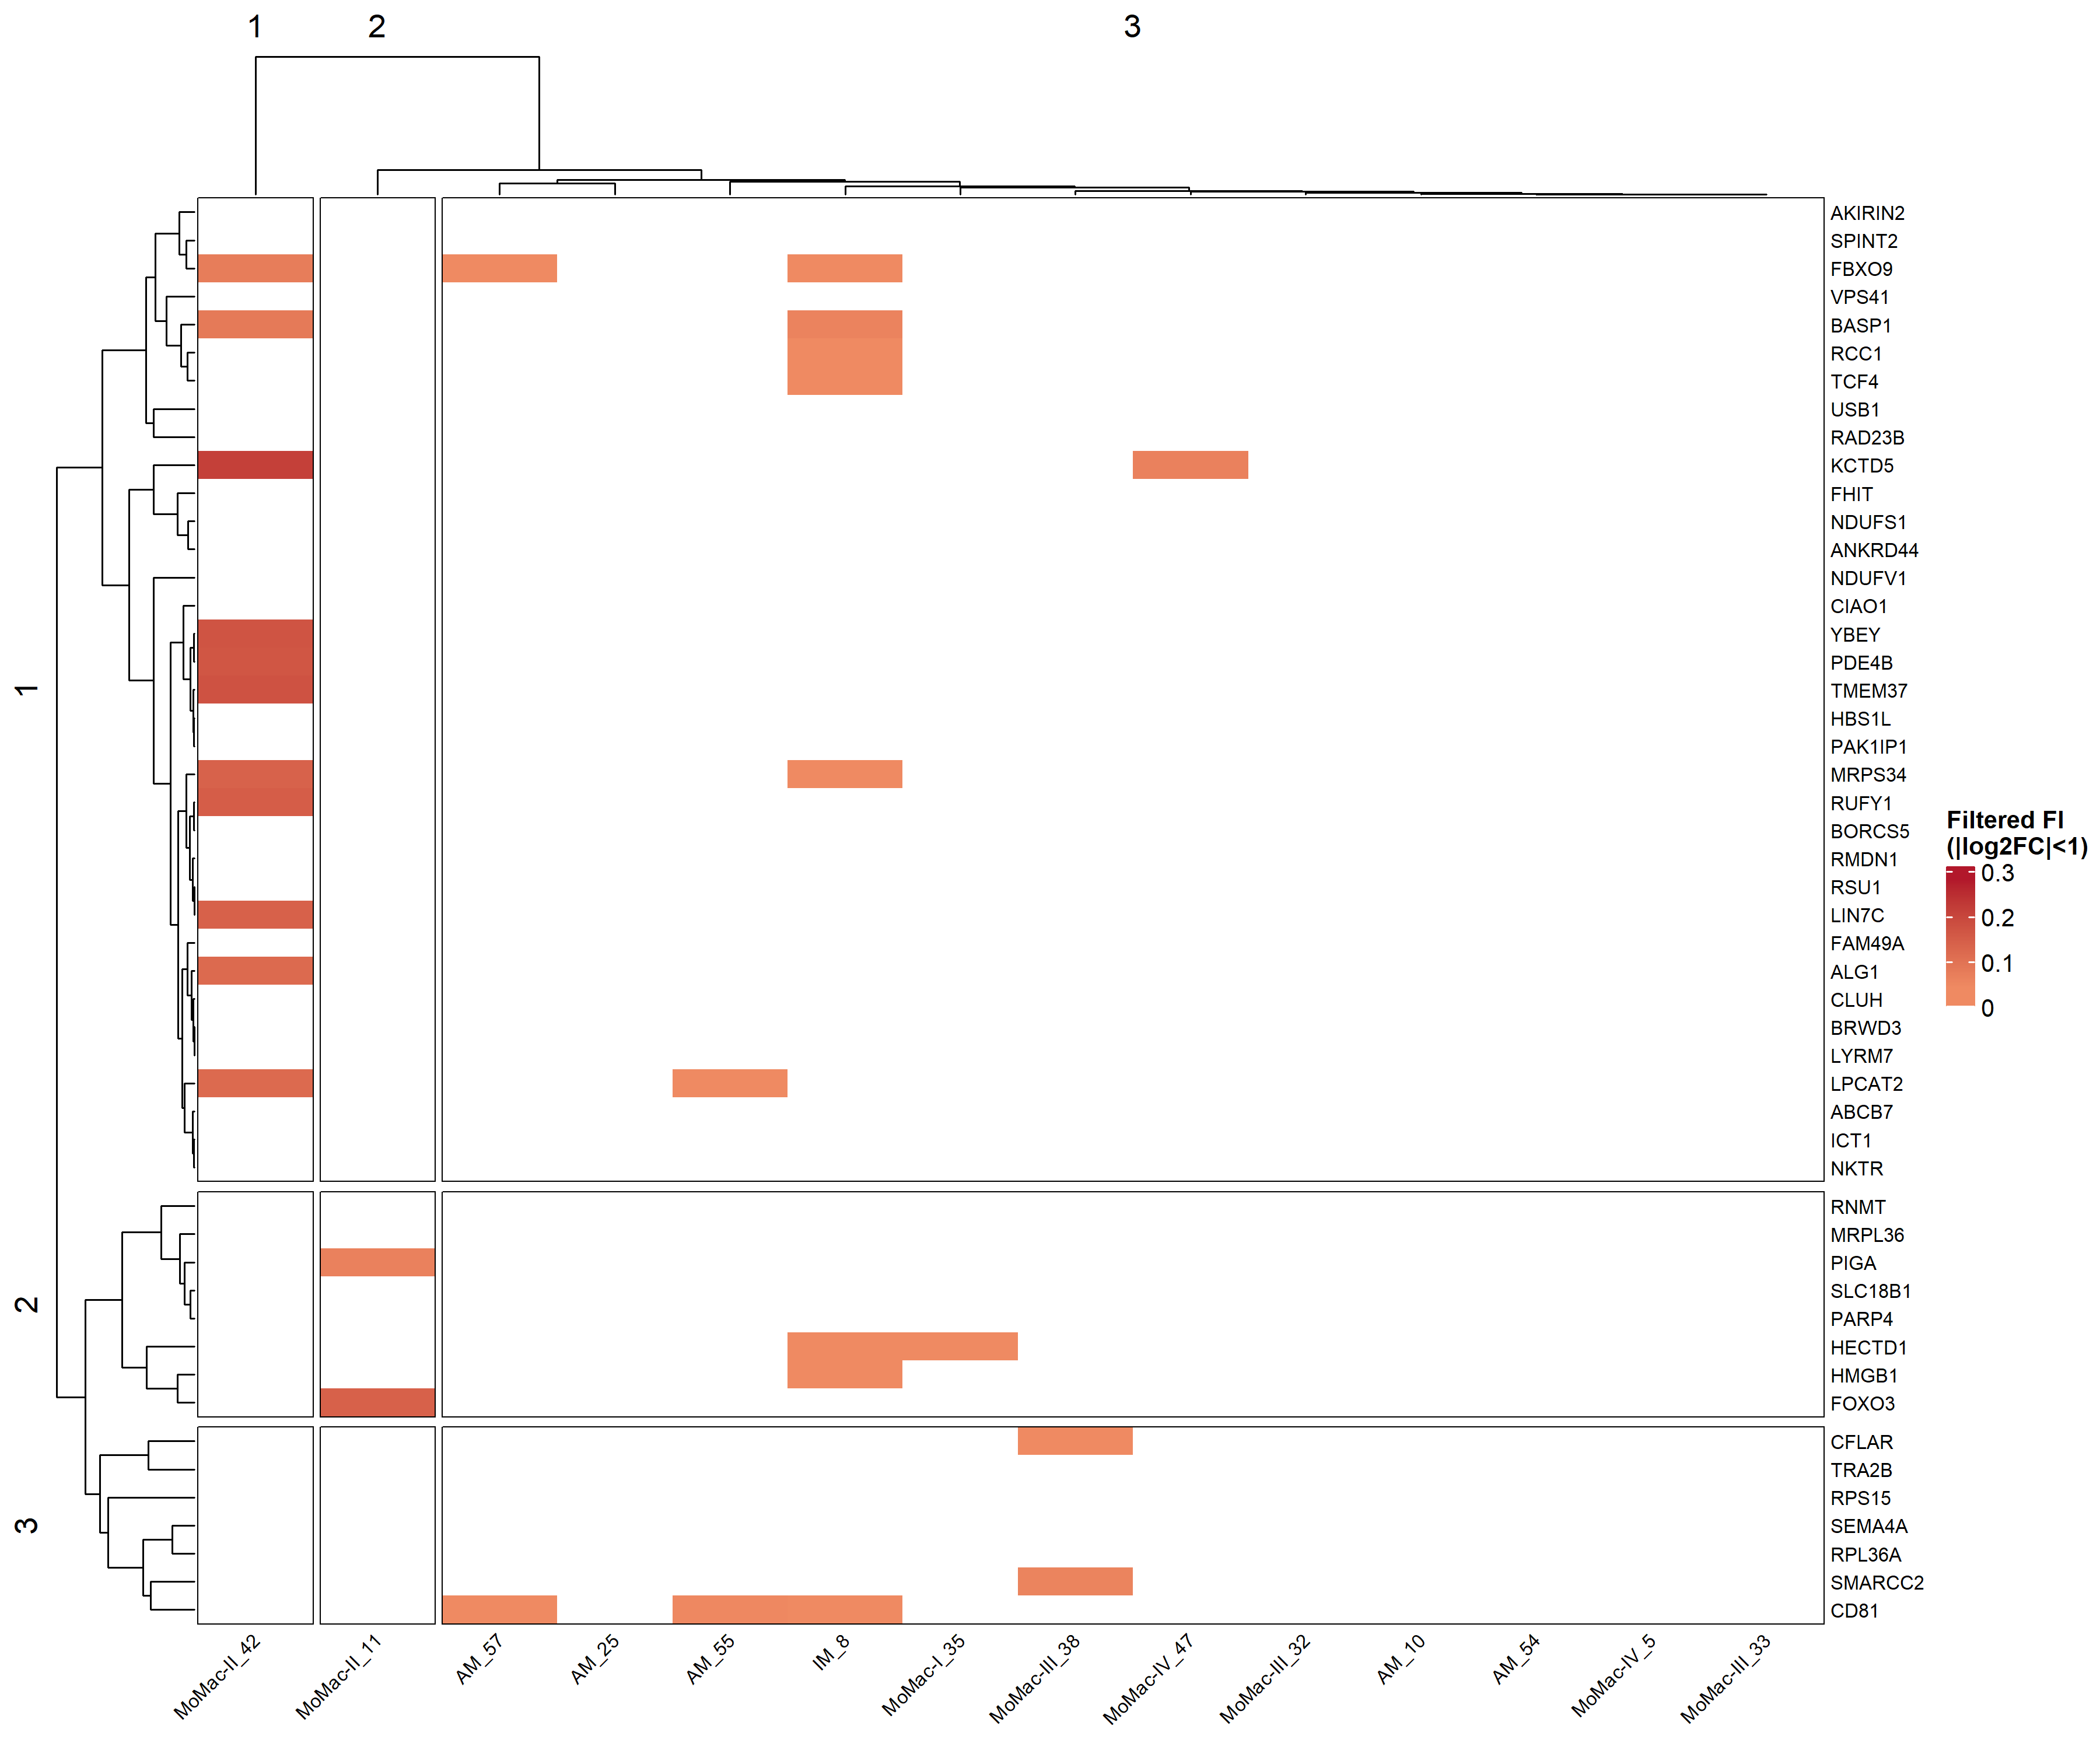 1
2
3
AKIRIN2
SPINT2
FBXO9
VPS41
BASP1
RCC1
TCF4
USB1
RAD23B
KCTD5
FHIT
NDUFS1
ANKRD44
NDUFV1
CIAO1
YBEY
PDE4B
TMEM37
HBS1L
PAK1IP1
MRPS34
RUFY1
BORCS5
RMDN1
RSU1
LIN7C
FAM49A
ALG1
CLUH
BRWD3
LYRM7
LPCAT2
ABCB7
ICT1
NKTR
RNMT
MRPL36
PIGA
SLC18B1
PARP4
HECTD1
HMGB1
FOXO3
CFLAR
TRA2B
RPS15
SEMA4A
RPL36A
SMARCC2
CD81
1
2
3
MoMac-II_42
MoMac-II_11
AM_57
AM_25
AM_55
IM_8
MoMac-I_35
MoMac-III_38
MoMac-IV_47
MoMac-III_32
AM_10
AM_54
MoMac-IV_5
MoMac-III_33
Filtered FI
(|log2FC|<1)
0.3
0.2
0.1
0